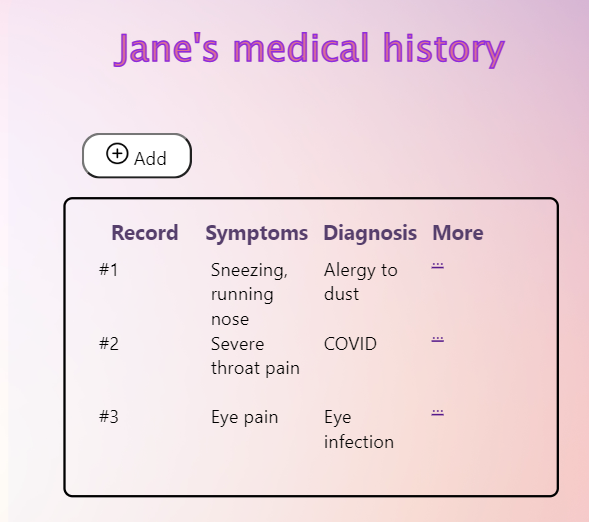 Jane's medical history
Add
Record Symptoms Diagnosis More
#1 Sneezing, Alergy to ...
running dust
nose
#2 Severe COVID ...
throat pain
#3 Eye pain Eye ...
infection